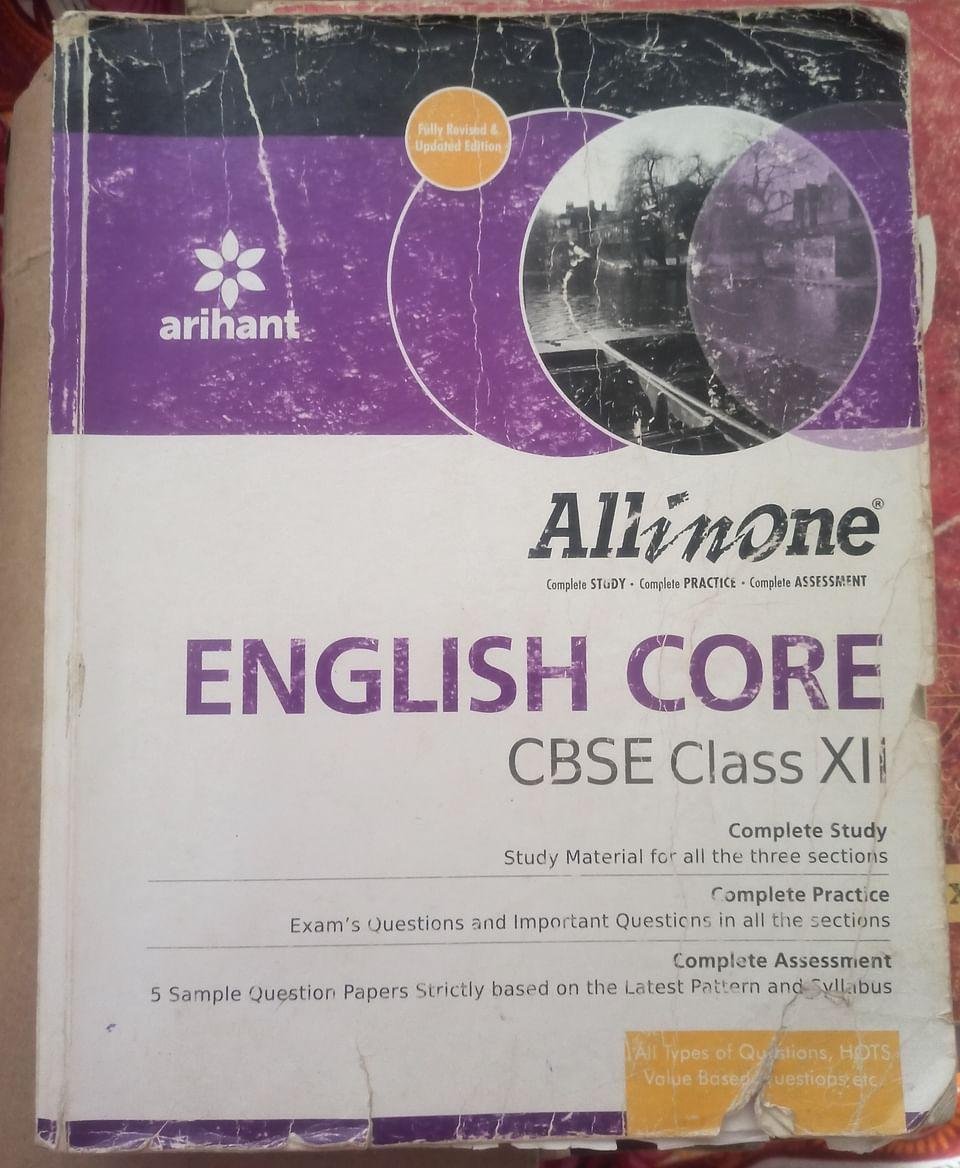 Fully Revised &
Updated Edition
arihant
Allinone®
Complete STUDY • Complete PRACTICE • Complete ASSESSMENT
ENGLISH CORE
CBSE Class XII
Complete Study
Study Material for all the three sections
Complete Practice
Exam's Questions and Important Questions in all the sections
Complete Assessment
5 Sample Question Papers Strictly based on the Latest Pattern and Syllabus
All Types of Questions, HOTS
Value Based Questions etc.